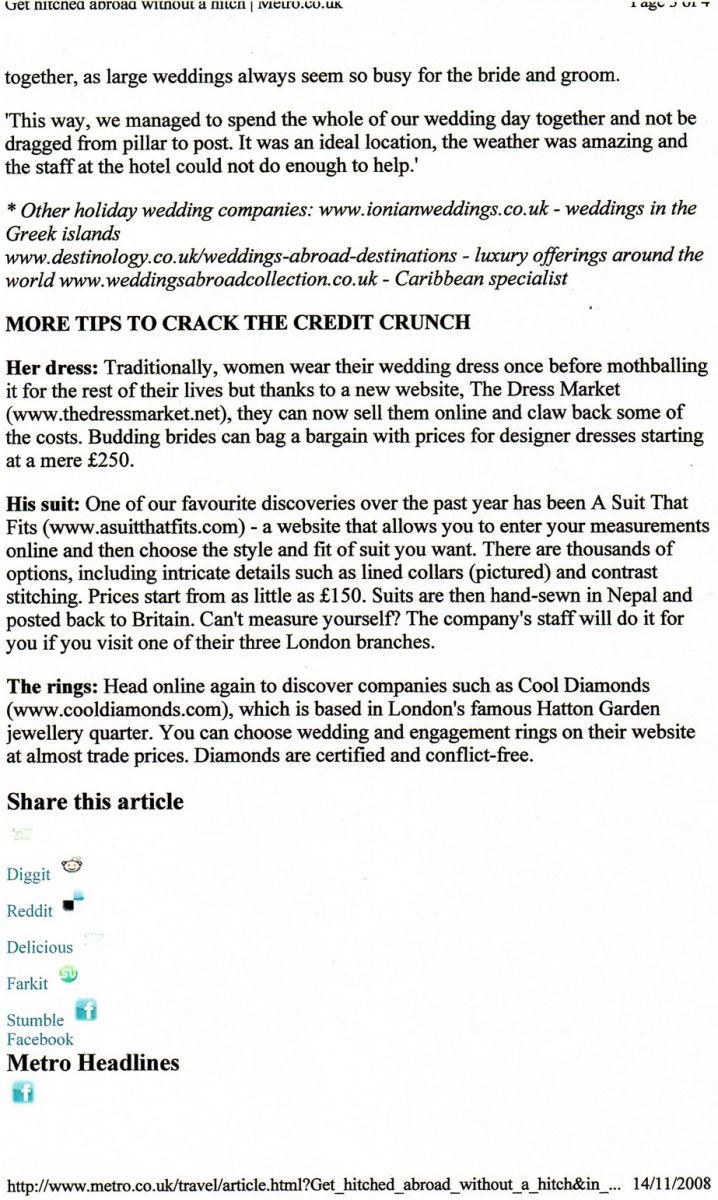 Get hitched abroad without a hitch | Metro.co.uk Page 3 of 4
together, as large weddings always seem so busy for the bride and groom.
'This way, we managed to spend the whole of our wedding day together and not be
dragged from pillar to post. It was an ideal location, the weather was amazing and
the staff at the hotel could not do enough to help.'
* Other holiday wedding companies: www.ionianweddings.co.uk - weddings in the
Greek islands
www.destinology.co.uk/weddings-abroad-destinations - luxury offerings around the
world www.weddingsabroadcollection.co.uk - Caribbean specialist
MORE TIPS TO CRACK THE CREDIT CRUNCH
Her dress: Traditionally, women wear their wedding dress once before mothballing
it for the rest of their lives but thanks to a new website, The Dress Market
(www.thedressmarket.net), they can now sell them online and claw back some of
the costs. Budding brides can bag a bargain with prices for designer dresses starting
at a mere £250.
His suit: One of our favourite discoveries over the past year has been A Suit That
Fits (www.asuitthatfits.com) - a website that allows you to enter your measurements
online and then choose the style and fit of suit you want. There are thousands of
options, including intricate details such as lined collars (pictured) and contrast
stitching. Prices start from as little as £150. Suits are then hand-sewn in Nepal and
posted back to Britain. Can't measure yourself? The company's staff will do it for
you if you visit one of their three London branches.
The rings: Head online again to discover companies such as Cool Diamonds
(www.cooldiamonds.com), which is based in London's famous Hatton Garden
jewellery quarter. You can choose wedding and engagement rings on their website
at almost trade prices. Diamonds are certified and conflict-free.
Share this article
Diggit
Reddit
Delicious
Farkit
Stumble
Facebook
Metro Headlines
http://www.metro.co.uk/travel/article.html?Get_hitched_abroad_without_a_hitch&in_... 14/11/2008